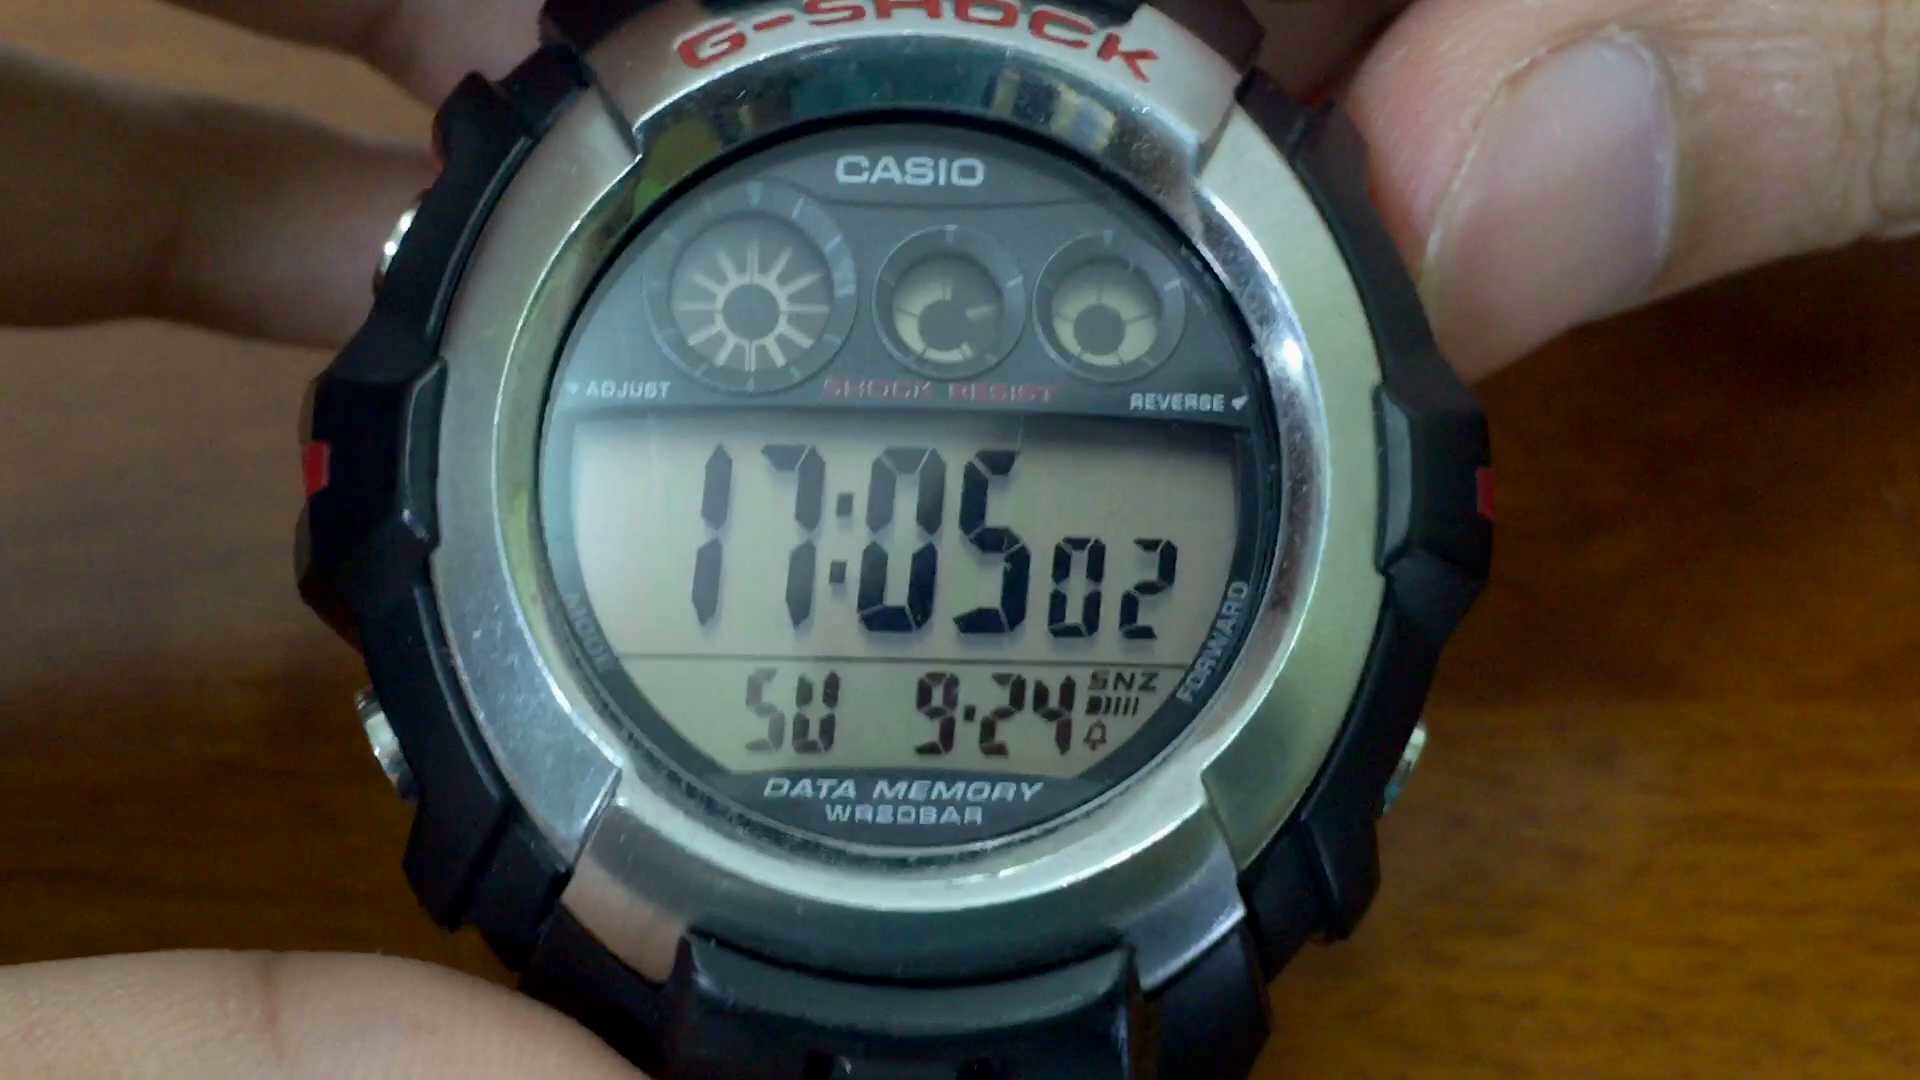 G-SHOCK
CASIO
ADJUST
SHOCK RESIST
REVERSE
17:05 02
MODE
FORWARD
SU 9-24 SNZ
DATA MEMORY
WR20BAR